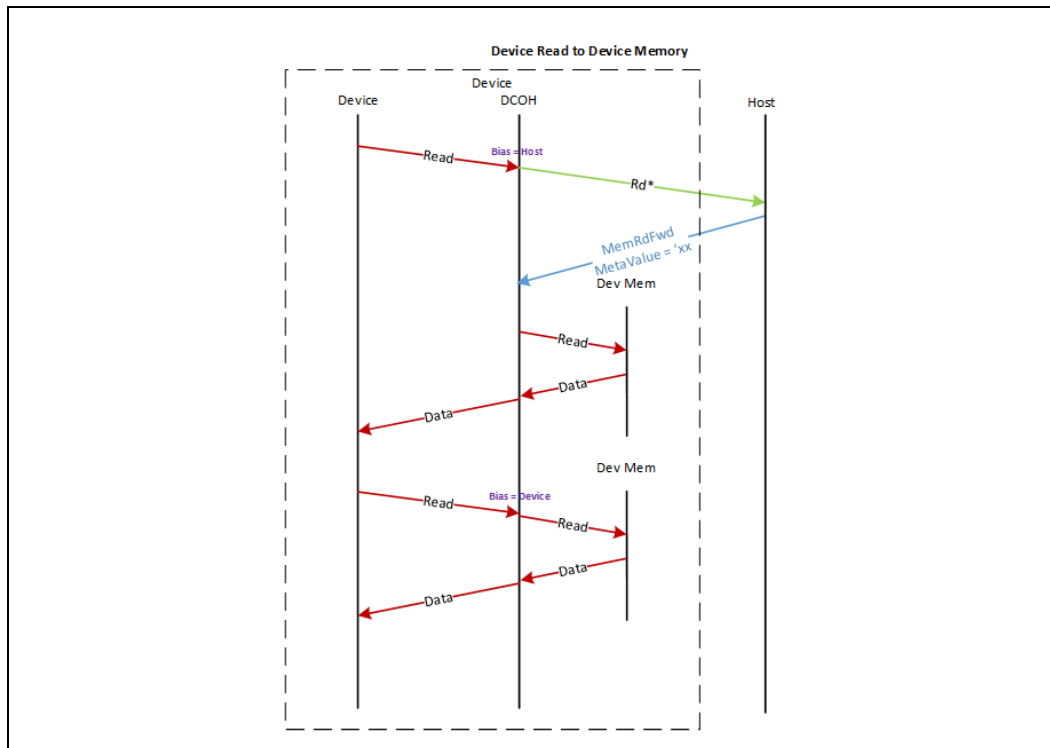 Device Read to Device Memory
Device
Device
DCOH
Host
Read
Bias = Host
Rd*
MemRdFwd
MetaValue = ‘xx
Dev Mem
Read
Data
Data
Dev Mem
Read
Bias = Device
Read
Data
Data